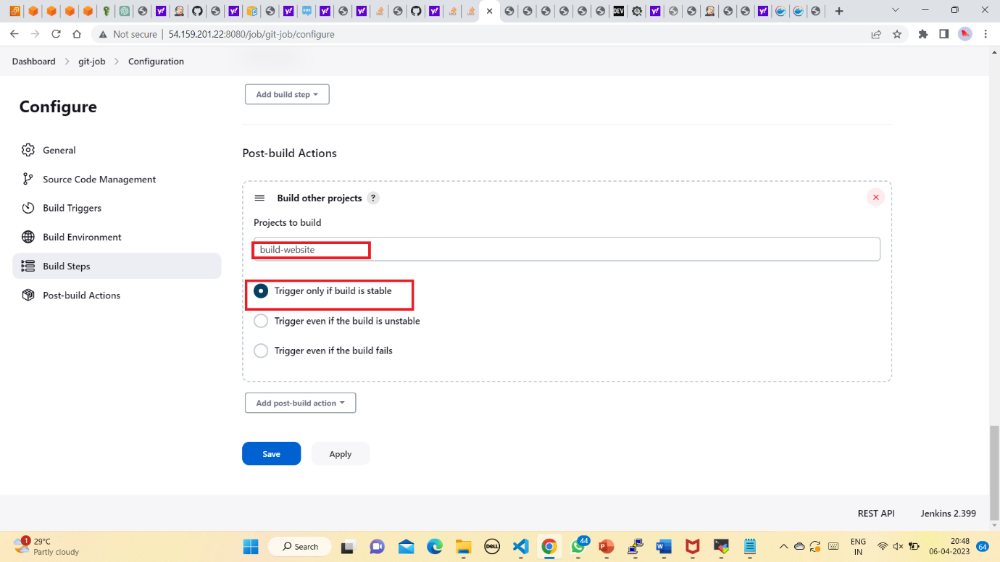 Not secure
54.159.201.22:8080/job/git-job/configure
Dashboard
git-job
Configuration
Configure
General
Source Code Management
Build Triggers
Build Environment
Build Steps
Post-build Actions
Add build step
Post-build Actions
Build other projects ?
Projects to build
build-website
Trigger only if build is stable
Trigger even if the build is unstable
Trigger even if the build fails
Add post-build action
Save
Apply
REST API
Jenkins 2.399
1
29°C
Partly cloudy
Search
DELL
44
ENG
IN
20:48
06-04-2023
64